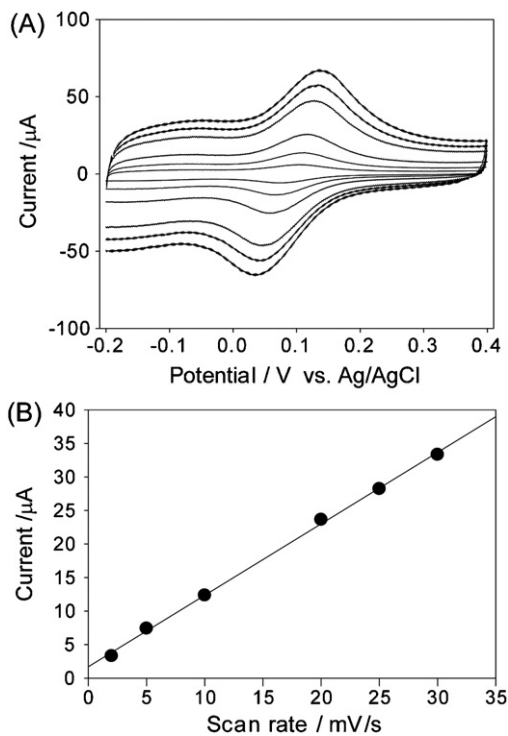 (A)
100
50
0
-50
-100
Current /μA
-0.2 -0.1 0.0 0.1 0.2 0.3 0.4
Potential / V vs. Ag/AgCl
(B)
40
35
30
25
20
15
10
5
0
Current /μA
0 5 10 15 20 25 30 35
Scan rate / mV/s